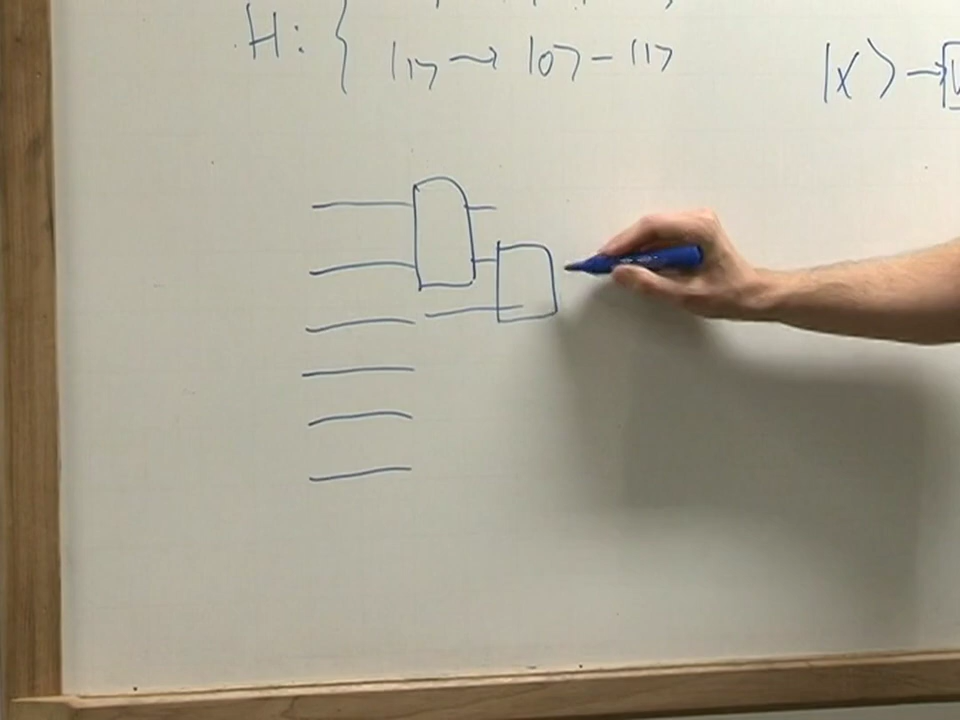 H: {
|1> → |0> - |1>
|x> →